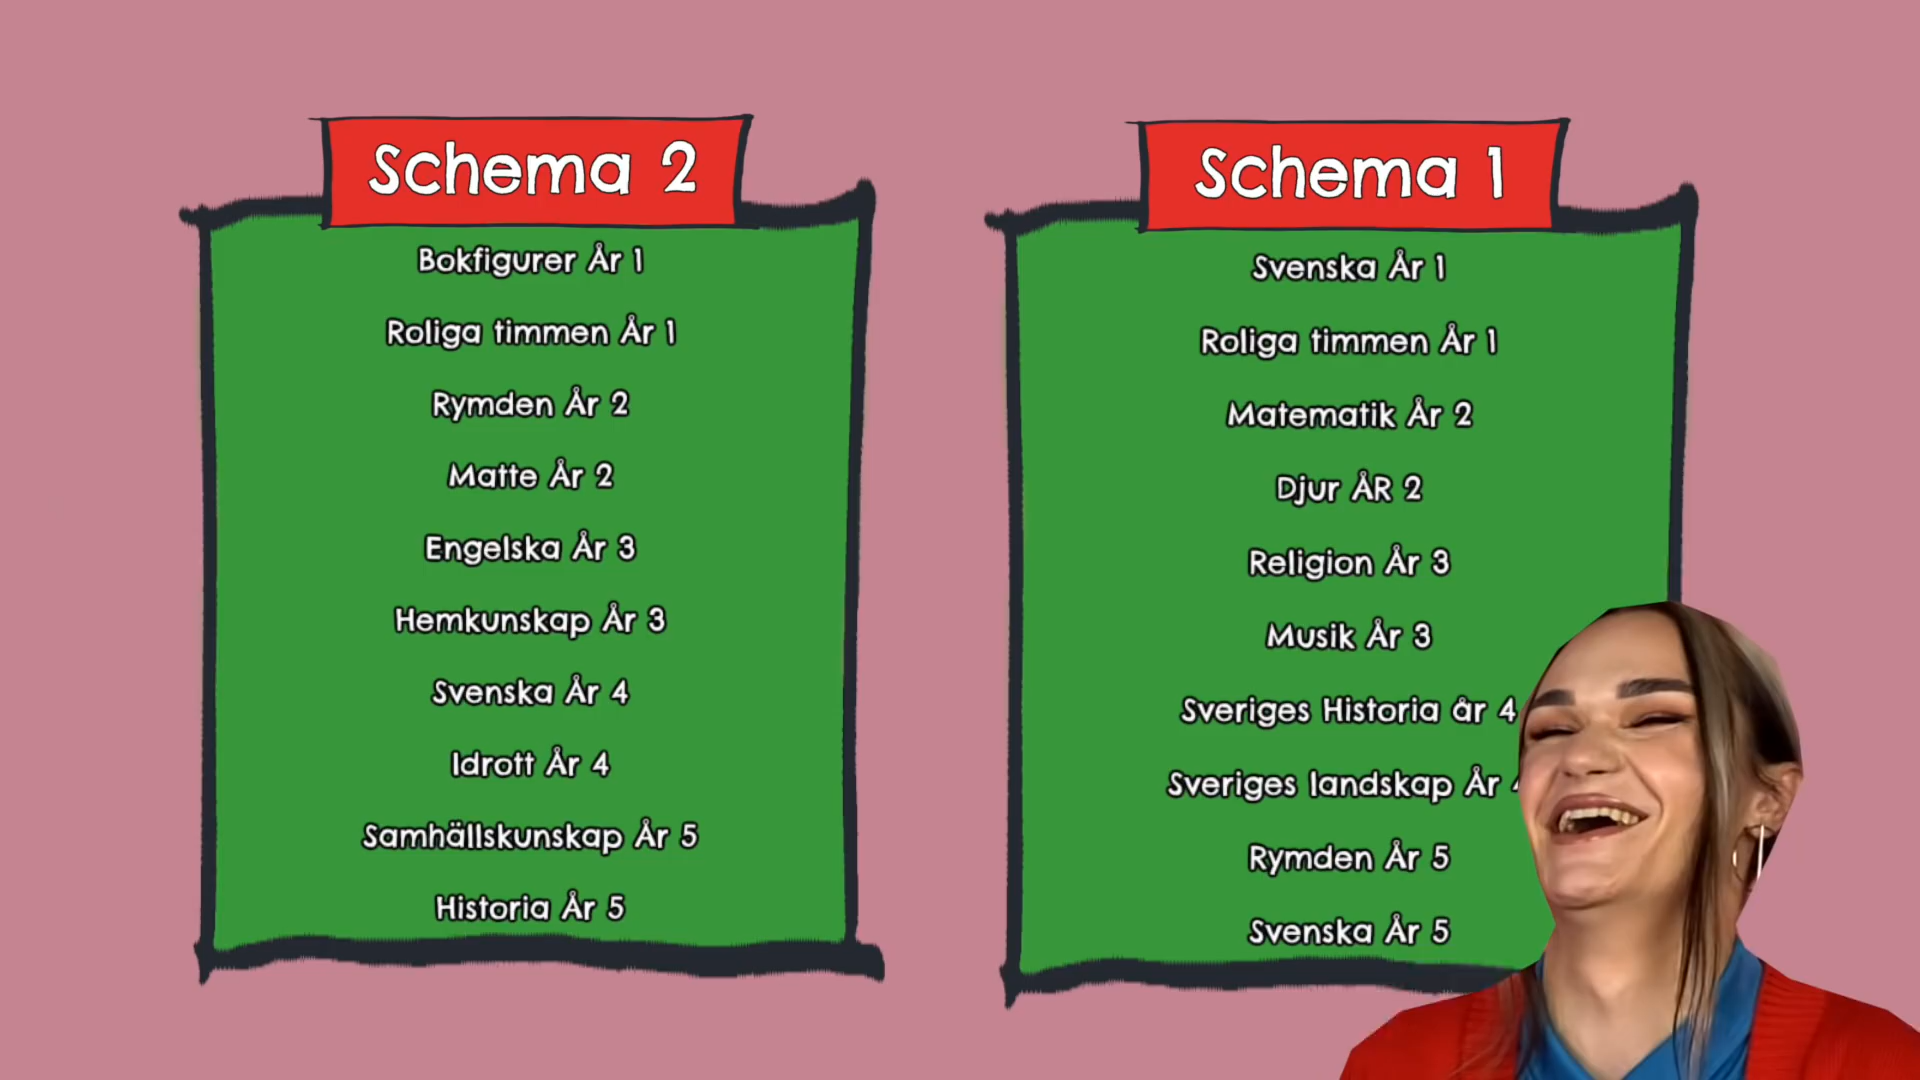 Schema 2
Bokfigurer År 1
Roliga timmen År 1
Rymden År 2
Matte År 2
Engelska År 3
Hemkunskap År 3
Svenska År 4
Idrott År 4
Samhällskunskap År 5
Historia År 5
Schema 1
Svenska År 1
Roliga timmen År 1
Matematik År 2
Djur ÅR 2
Religion År 3
Musik År 3
Sveriges Historia år 4
Sveriges landskap År
Rymden År 5
Svenska År 5